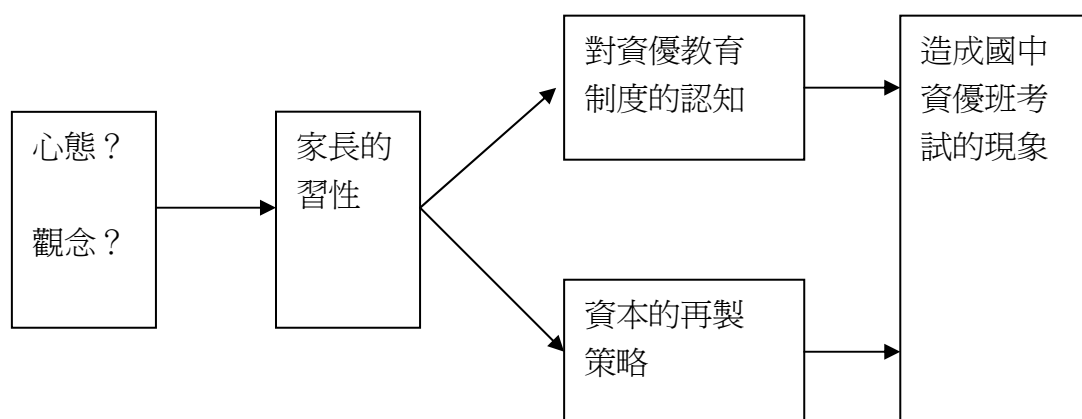 心態？
觀念？
家長的
習性
對資優教育
制度的認知
資本的再製
策略
造成國中
資優班考
試的現象